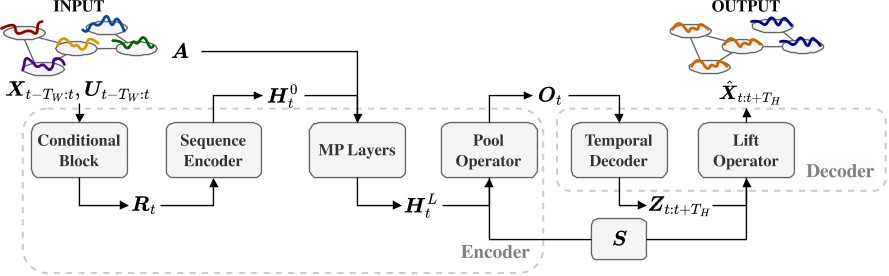 INPUT
OUTPUT
A
X_{t−T_W:t}, U_{t−T_W:t}
H_t^0
O_t
X̂_{t:t+T_H}
Conditional
Block
Sequence
Encoder
MP Layers
Pool
Operator
Temporal
Decoder
Lift
Operator
Decoder
R_t
H_t^L
Z_{t:t+T_H}
S
Encoder